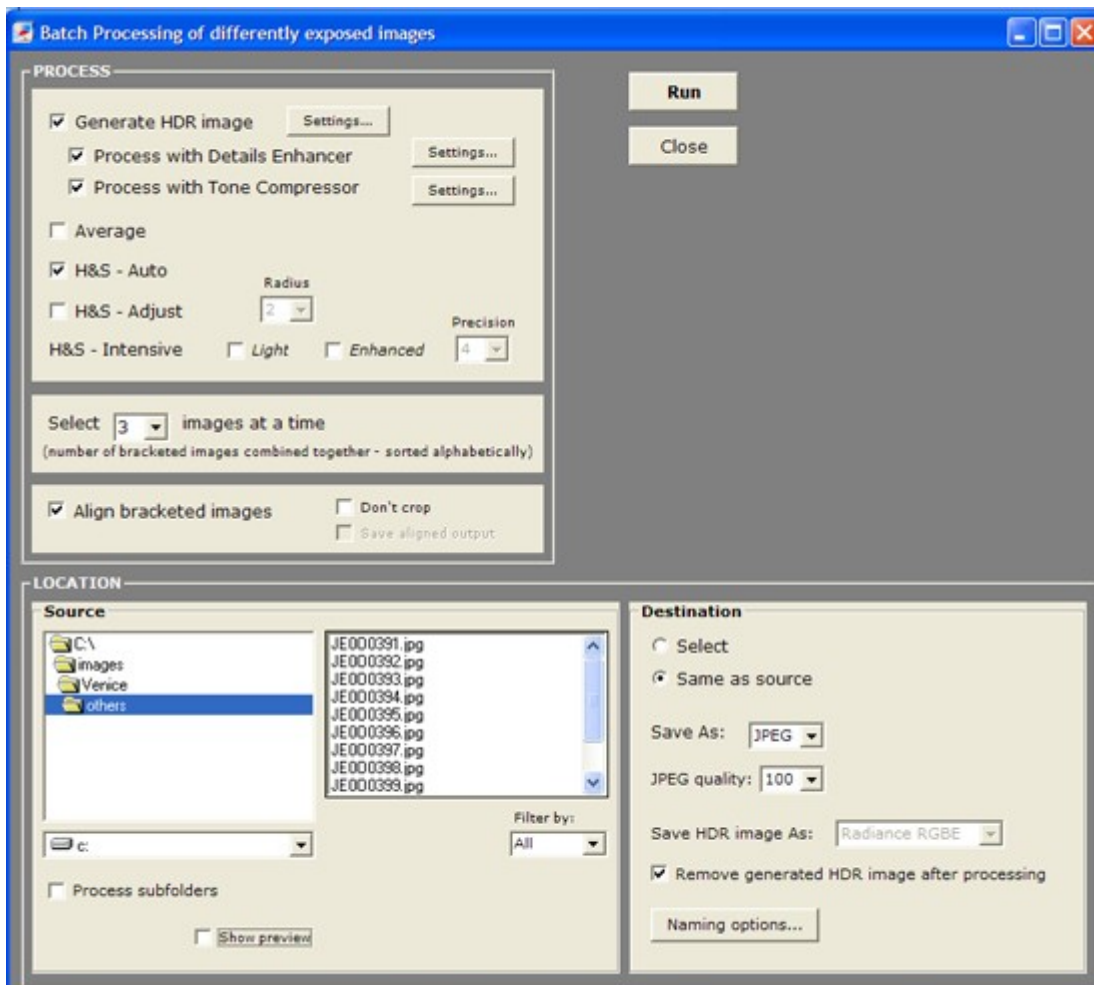 Batch Processing of differently exposed images
PROCESS
Generate HDR image Settings...
Process with Details Enhancer Settings...
Process with Tone Compressor Settings...
Average
H&S - Auto
Radius
H&S - Adjust 2
Precision
H&S - Intensive Light Enhanced 4
Select 3 images at a time
(number of bracketed images combined together - sorted alphabetically)
Align bracketed images Don't crop
Save aligned output
Run
Close
LOCATION
Source
C:\
images
Venice
others
JE0D0391.jpg
JE0D0392.jpg
JE0D0393.jpg
JE0D0394.jpg
JE0D0395.jpg
JE0D0396.jpg
JE0D0397.jpg
JE0D0398.jpg
JE0D0399.jpg
c:
Filter by:
All
Process subfolders
Show preview
Destination
Select
Same as source
Save As: JPEG
JPEG quality: 100
Save HDR image As: Radiance RGBE
Remove generated HDR image after processing
Naming options...